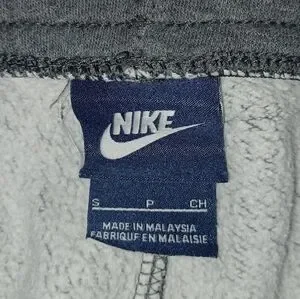 NIKE
S P CH
MADE IN MALAYSIA
FABRIQUÉ EN MALAISIE